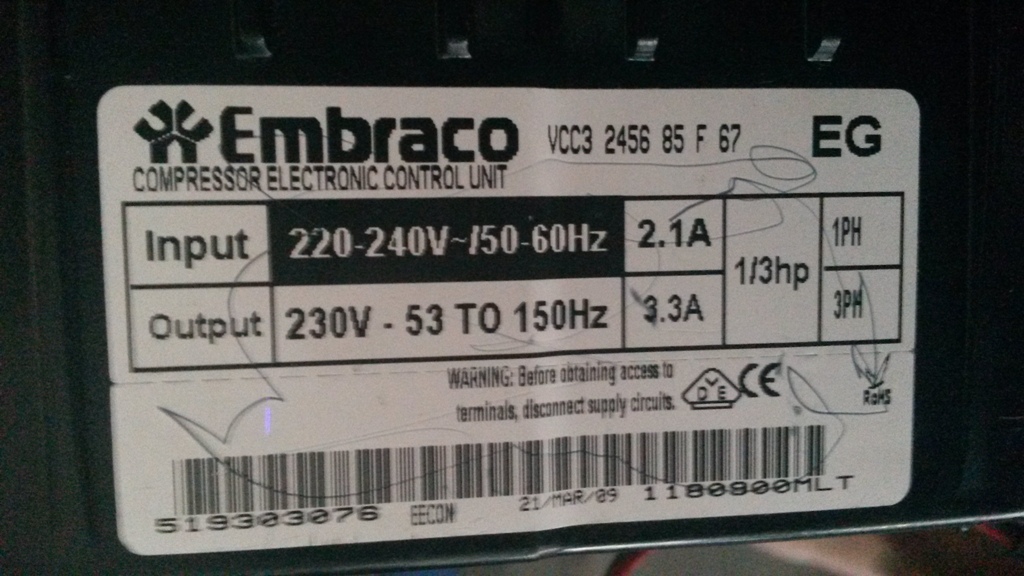 Embraco VCC3 2456 85 F 67 EG
COMPRESSOR ELECTRONIC CONTROL UNIT
Input 220-240V~/50-60Hz 2.1A 1/3hp 1PH
Output 230V - 53 TO 150Hz 3.3A 3PH
WARNING: Before obtaining access to
terminals, disconnect supply circuits.
DVE CE RoHS
519303076 EECON 21/MAR/09 1180800MLT